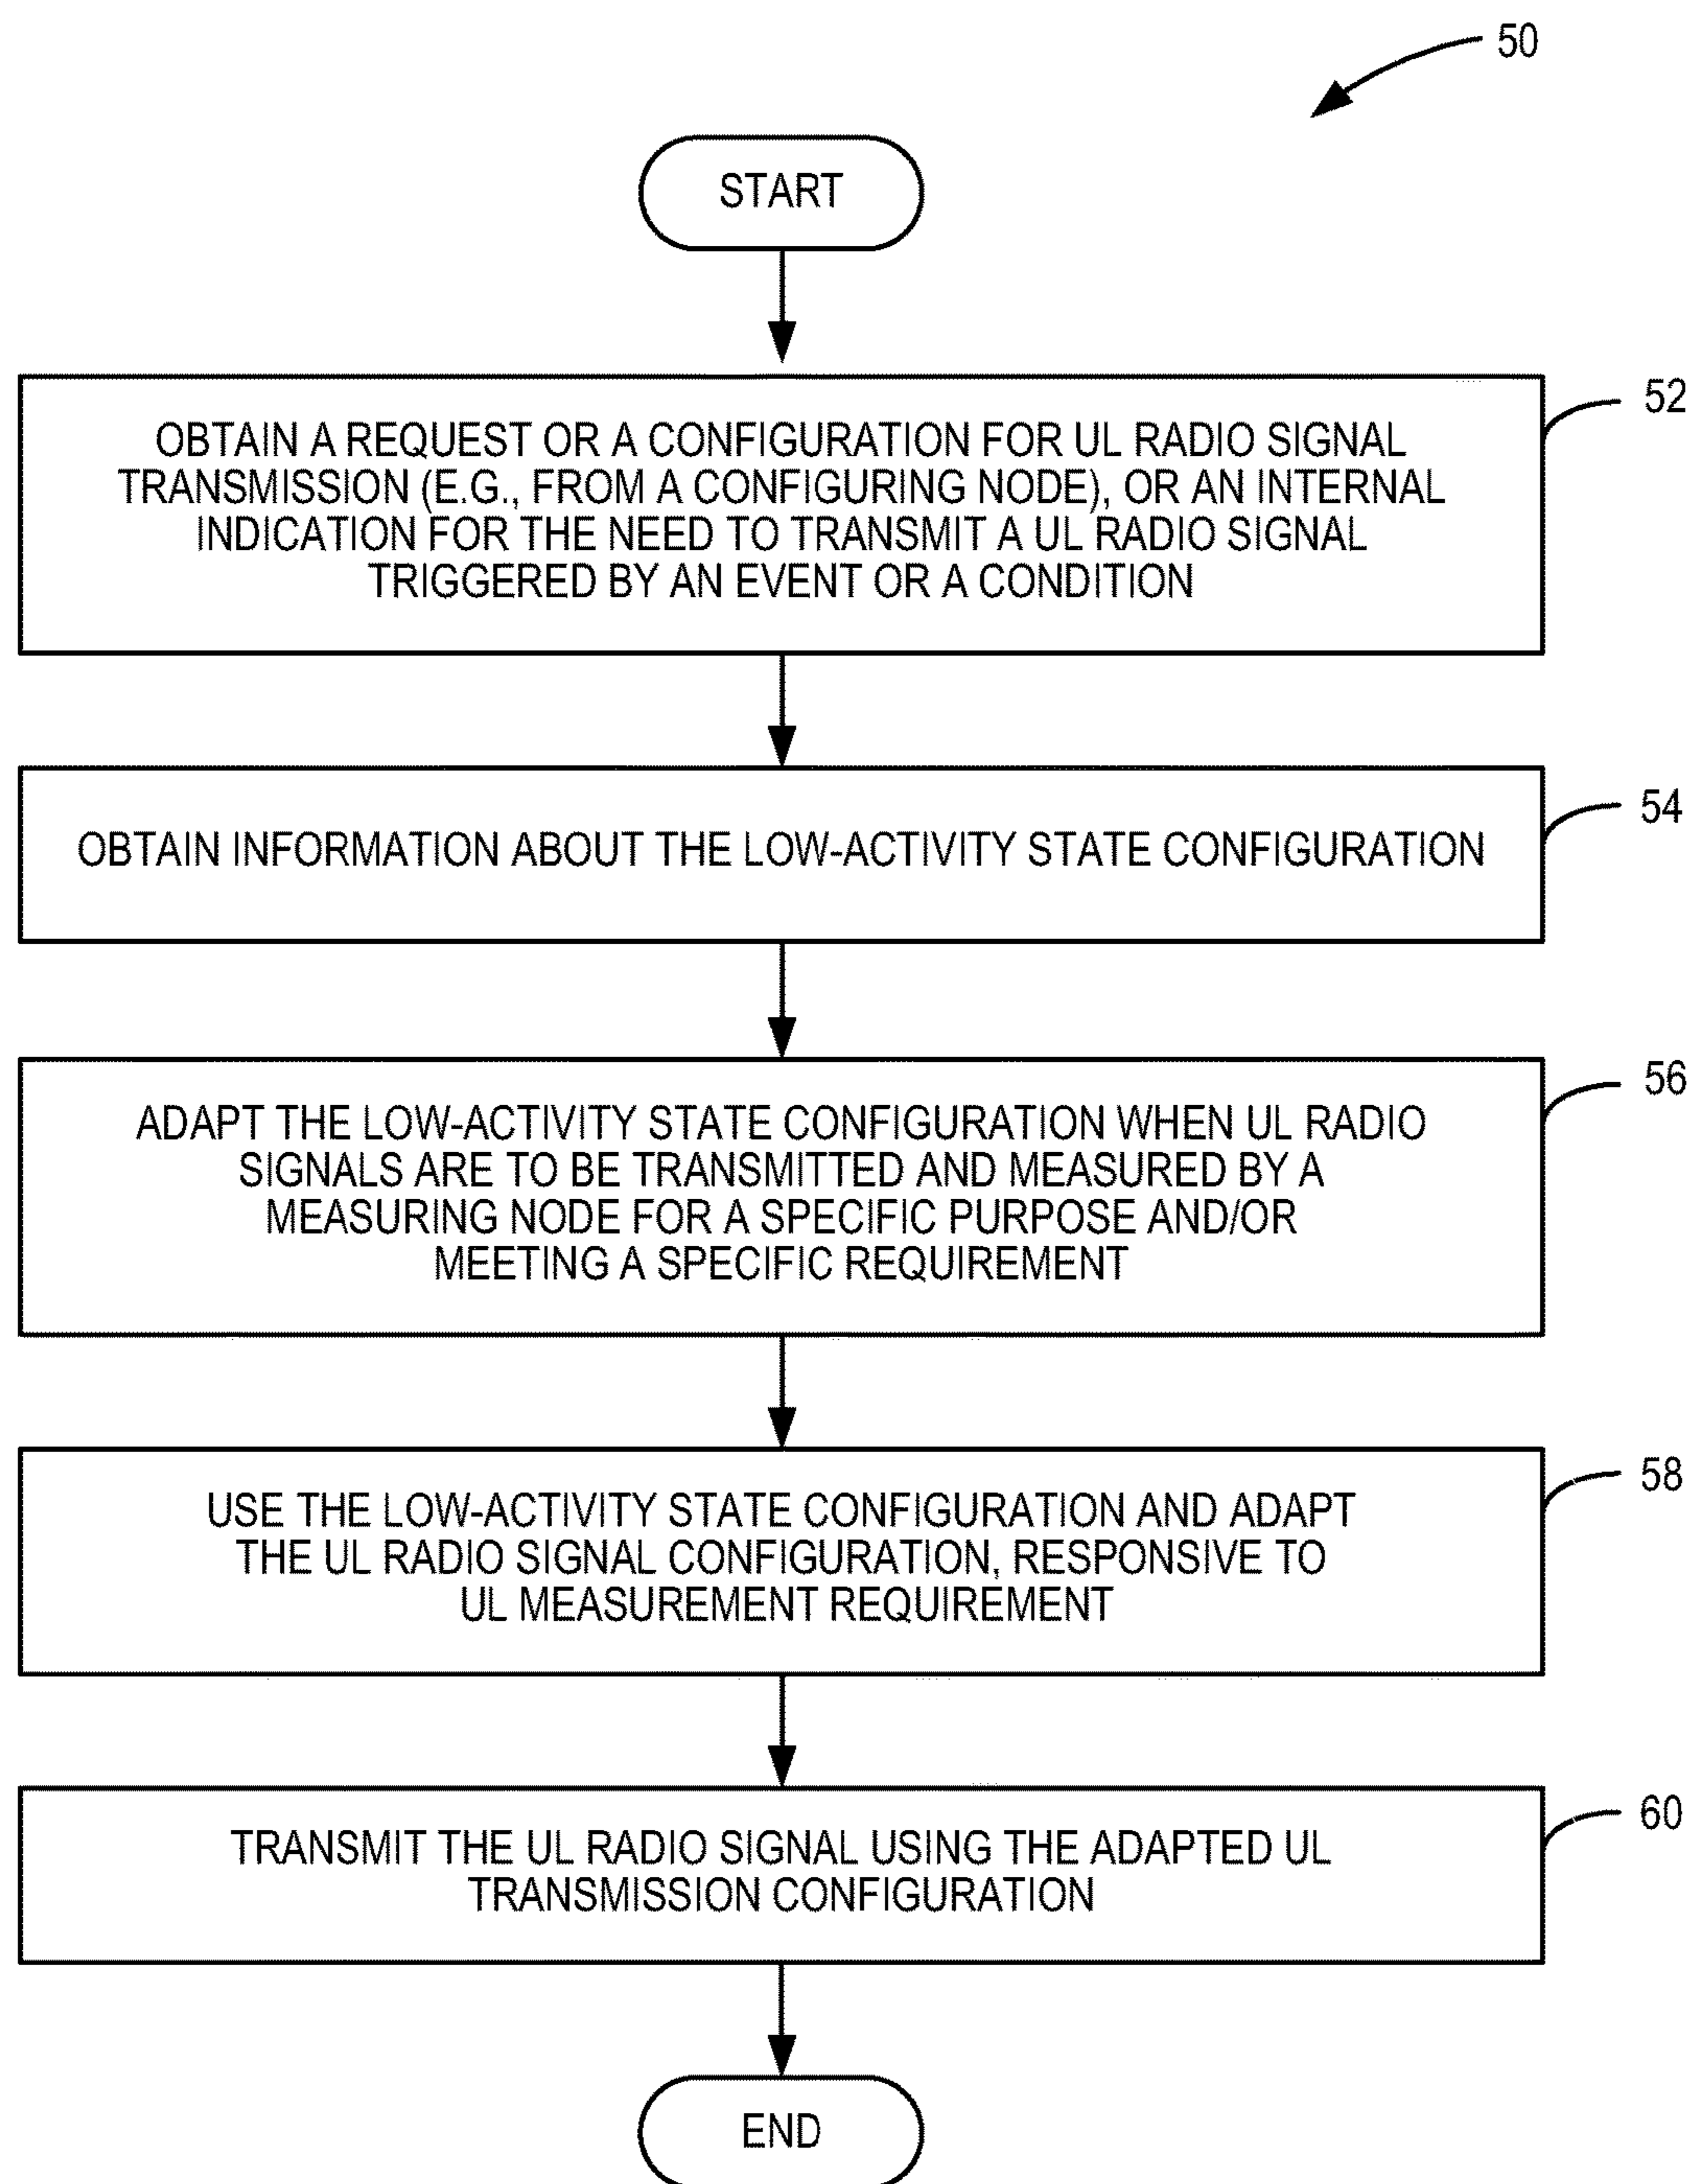 50
START
52
OBTAIN A REQUEST OR A CONFIGURATION FOR UL RADIO SIGNAL
TRANSMISSION (E.G., FROM A CONFIGURING NODE), OR AN INTERNAL
INDICATION FOR THE NEED TO TRANSMIT A UL RADIO SIGNAL
TRIGGERED BY AN EVENT OR A CONDITION
54
OBTAIN INFORMATION ABOUT THE LOW-ACTIVITY STATE CONFIGURATION
56
ADAPT THE LOW-ACTIVITY STATE CONFIGURATION WHEN UL RADIO
SIGNALS ARE TO BE TRANSMITTED AND MEASURED BY A
MEASURING NODE FOR A SPECIFIC PURPOSE AND/OR
MEETING A SPECIFIC REQUIREMENT
58
USE THE LOW-ACTIVITY STATE CONFIGURATION AND ADAPT
THE UL RADIO SIGNAL CONFIGURATION, RESPONSIVE TO
UL MEASUREMENT REQUIREMENT
60
TRANSMIT THE UL RADIO SIGNAL USING THE ADAPTED UL
TRANSMISSION CONFIGURATION
END